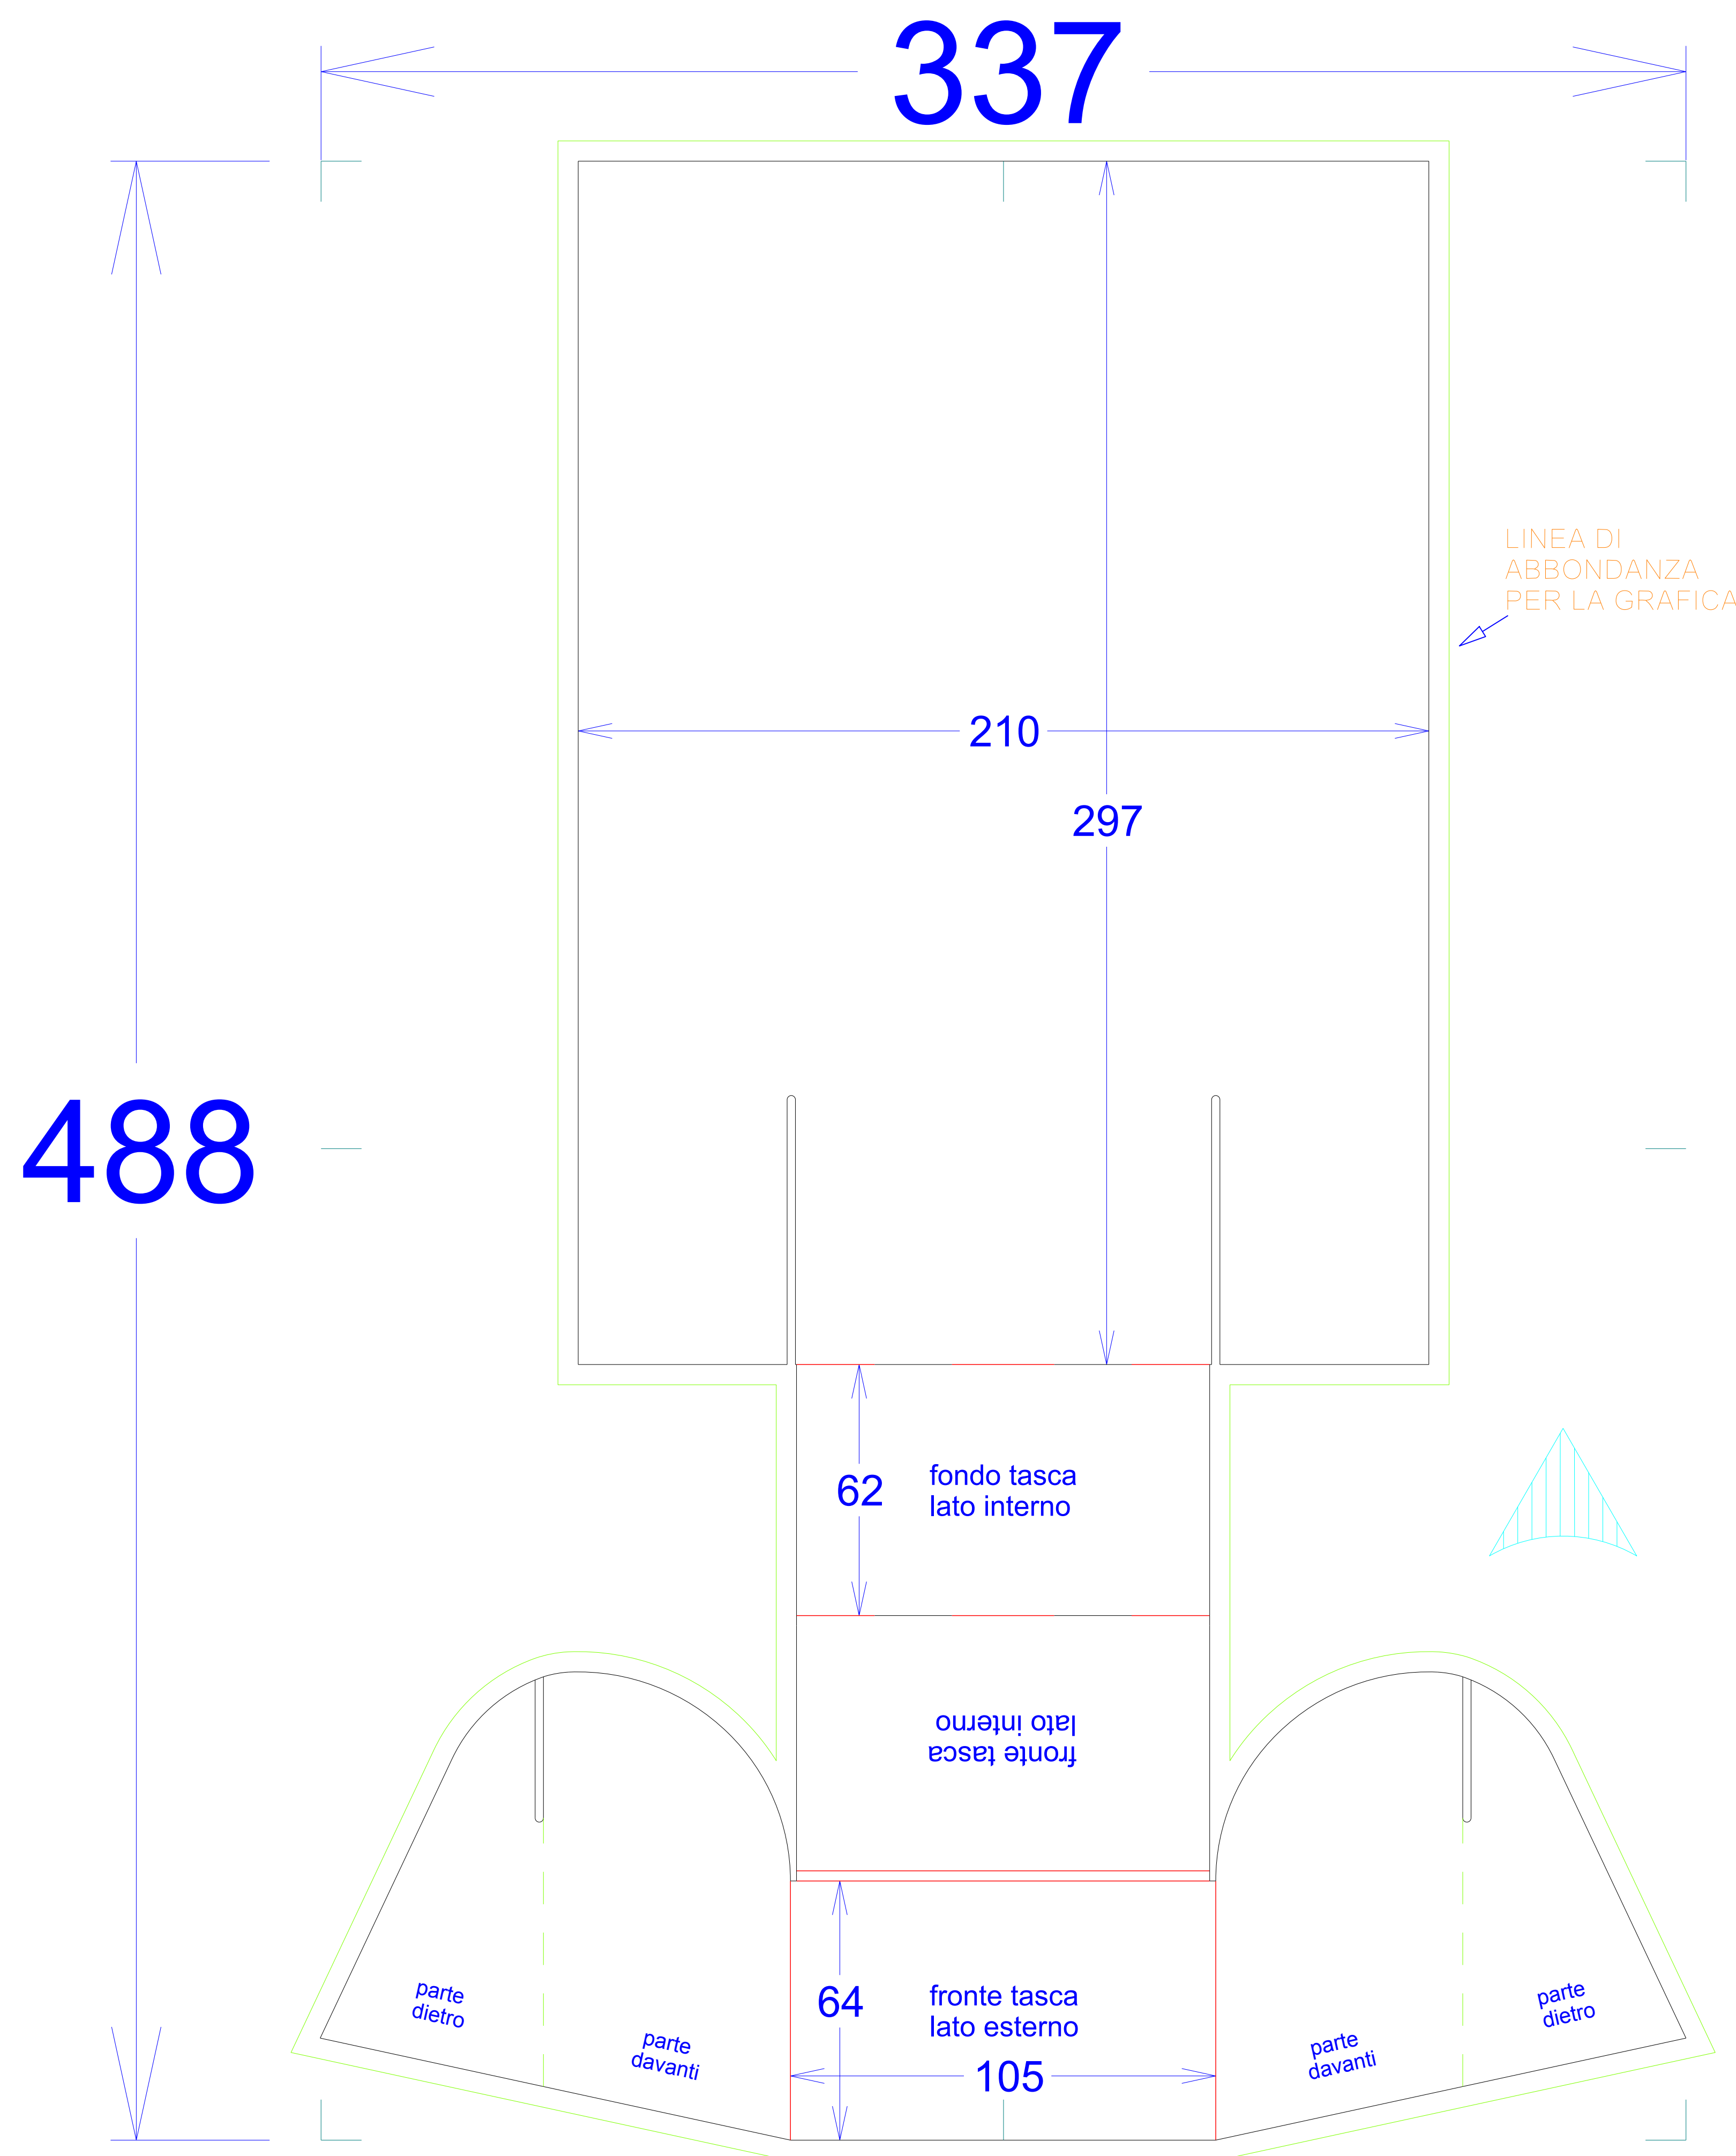 337
LINEA DI
ABBONDANZA
PER LA GRAFICA
210
297
488
62
fondo tasca
lato interno
fronte tasca
lato interno
64
fronte tasca
lato esterno
105
parte
dietro
parte
davanti
parte
davanti
parte
dietro